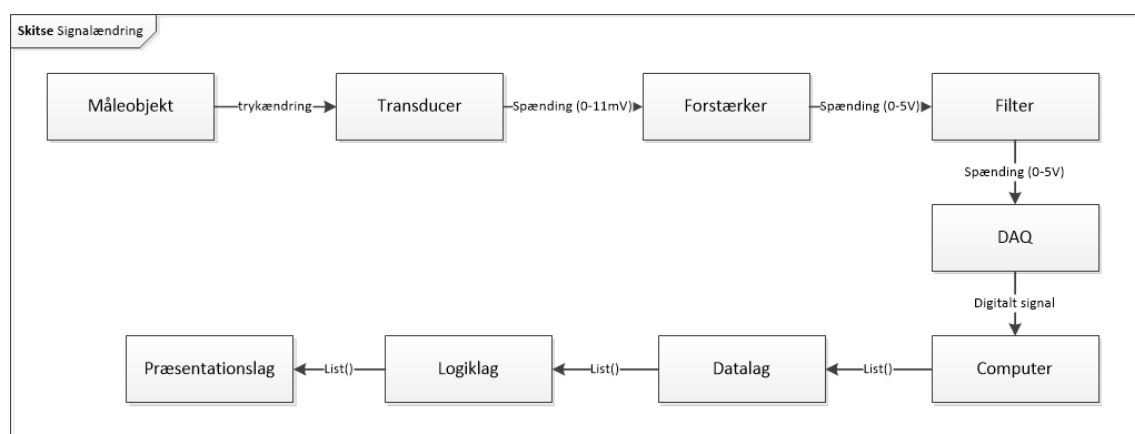 Skitse Signalændring
Måleobjekt
trykændring
Transducer
Spænding (0-11mV)
Forstærker
Spænding (0-5V)
Filter
Spænding (0-5V)
DAQ
Digitalt signal
Computer
List()
Datalag
List()
Logiklag
List()
Præsentationslag